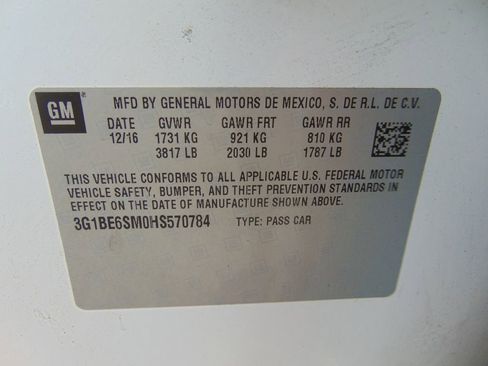 GM
MFD BY GENERAL MOTORS DE MEXICO, S. DE R.L. DE C.V.
DATE GVWR GAWR FRT GAWR RR
12/16 1731 KG 921 KG 810 KG
3817 LB 2030 LB 1787 LB
THIS VEHICLE CONFORMS TO ALL APPLICABLE U.S. FEDERAL MOTOR
VEHICLE SAFETY, BUMPER, AND THEFT PREVENTION STANDARDS IN
EFFECT ON THE DATE OF MANUFACTURE SHOWN ABOVE.
3G1BE6SM0HS570784 TYPE: PASS CAR